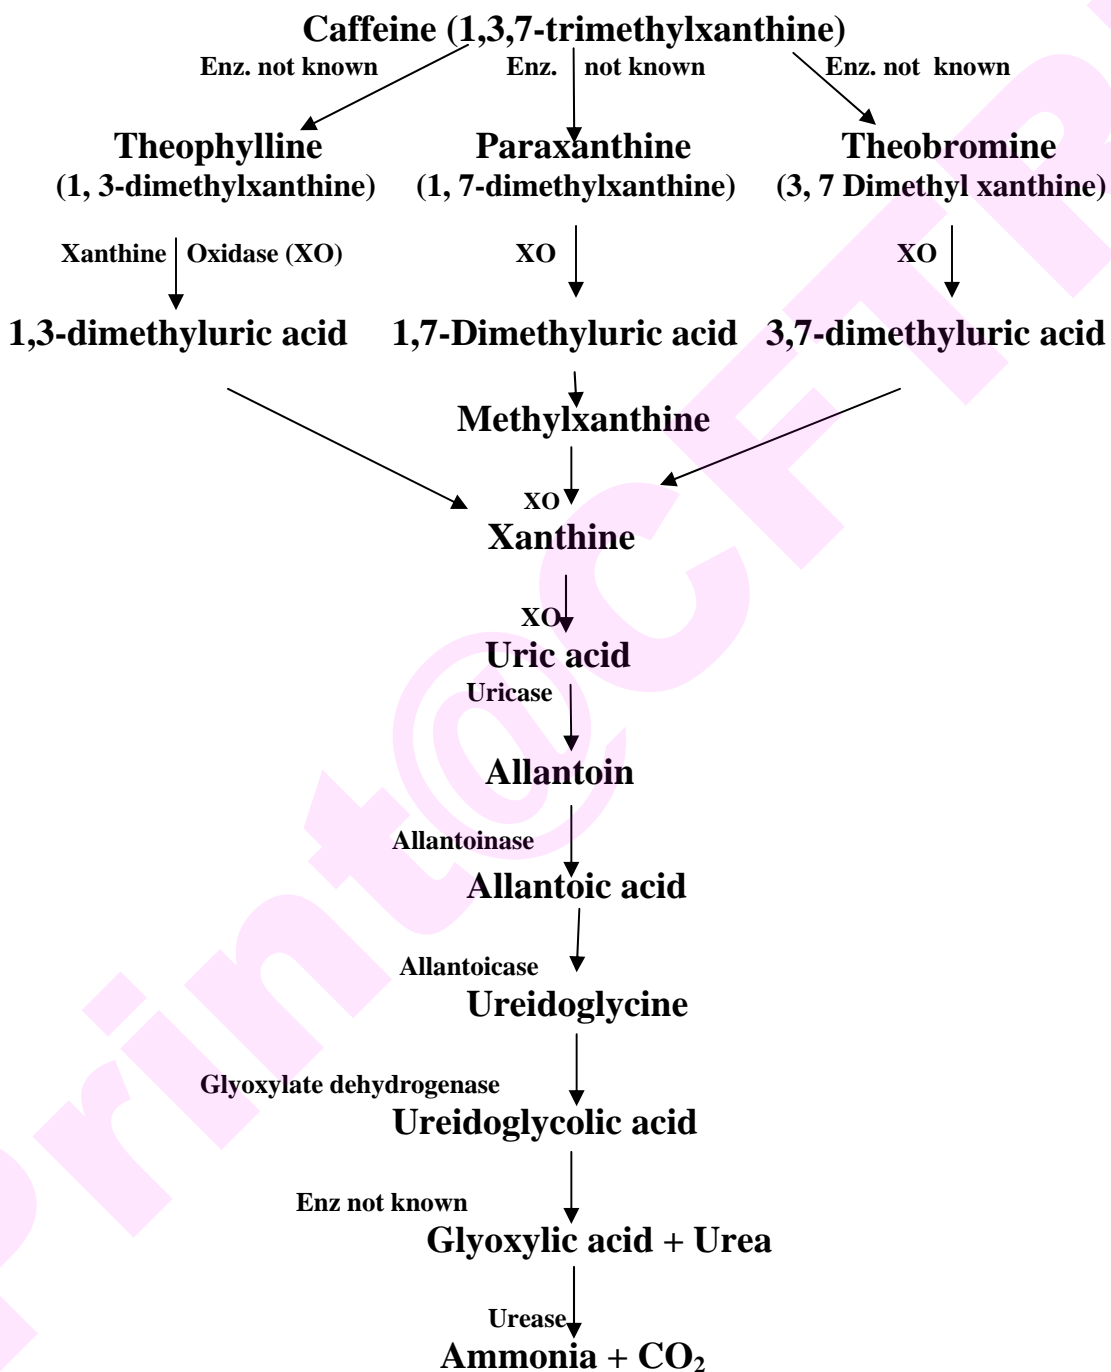 Caffeine (1,3,7-trimethylxanthine)
Enz. not known Enz. not known Enz. not known
Theophylline Paraxanthine Theobromine
(1, 3-dimethylxanthine) (1, 7-dimethylxanthine) (3, 7 Dimethyl xanthine)
Xanthine Oxidase (XO) XO XO
1,3-dimethyluric acid 1,7-Dimethyluric acid 3,7-dimethyluric acid
Methylxanthine
XO
Xanthine
XO
Uric acid
Uricase
Allantoin
Allantoinase
Allantoic acid
Allantoicase
Ureidoglycine
Glyoxylate dehydrogenase
Ureidoglycolic acid
Enz not known
Glyoxylic acid + Urea
Urease
Ammonia + CO₂
Print@CFTR